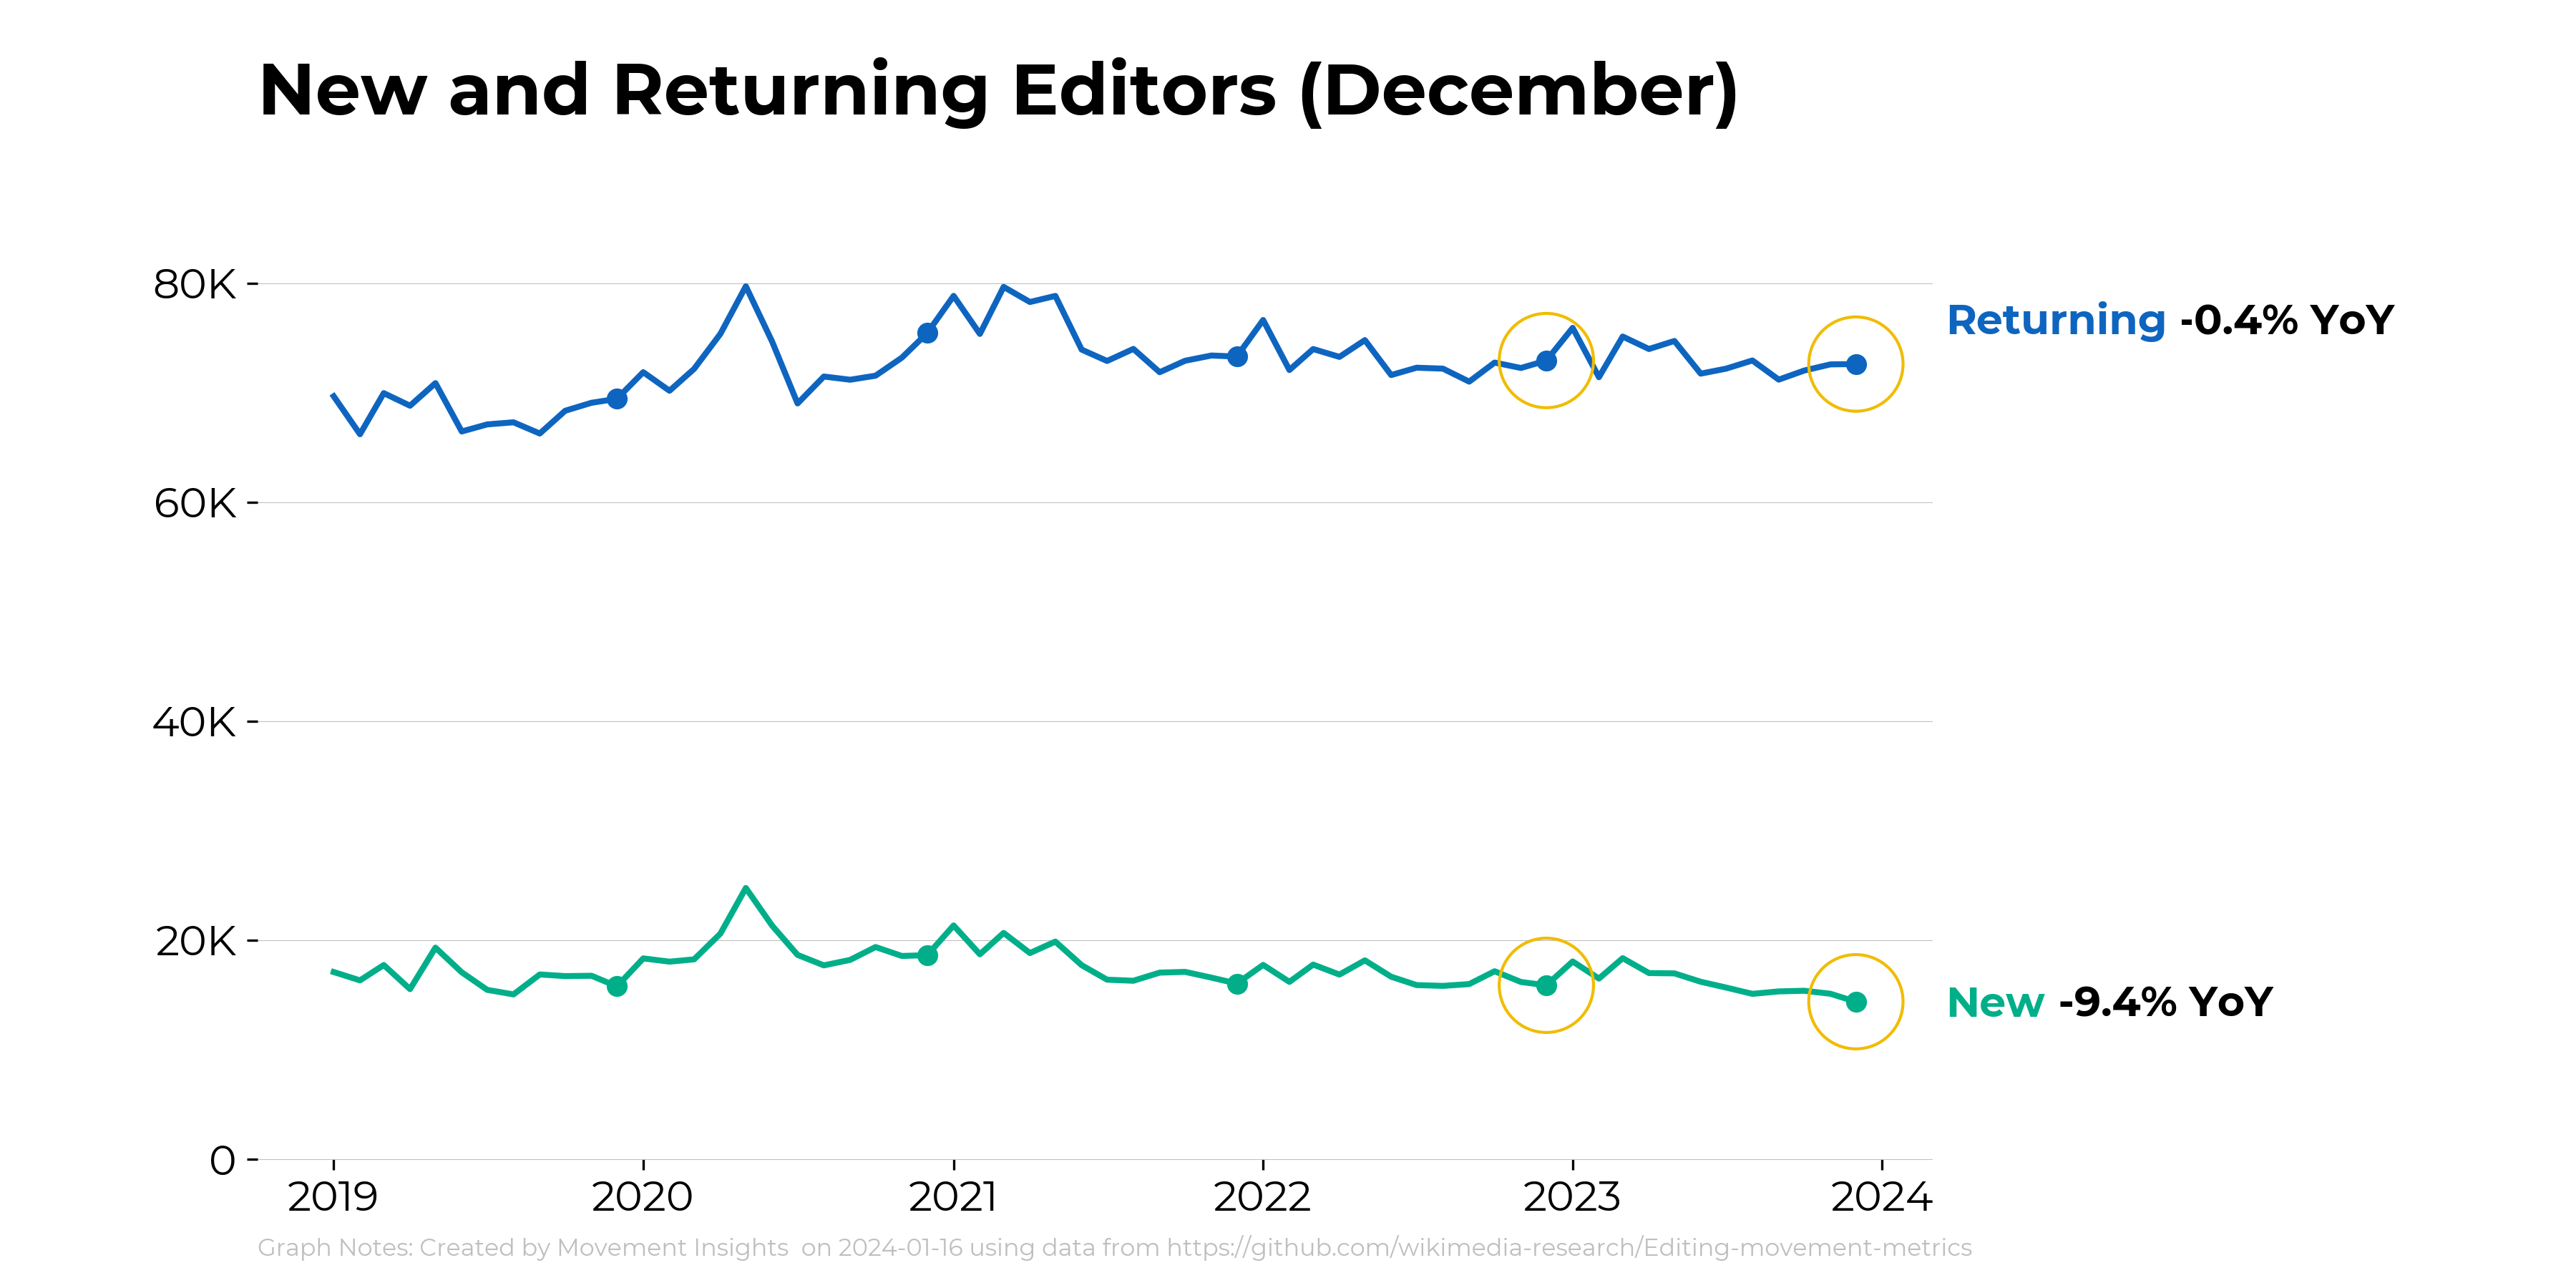 New and Returning Editors (December)
80K
Returning -0.4% YoY
60K
40K
20K
New -9.4% YoY
0
2019 2020 2021 2022 2023 2024
Graph Notes: Created by Movement Insights  on 2024-01-16 using data from https://github.com/wikimedia-research/Editing-movement-metrics